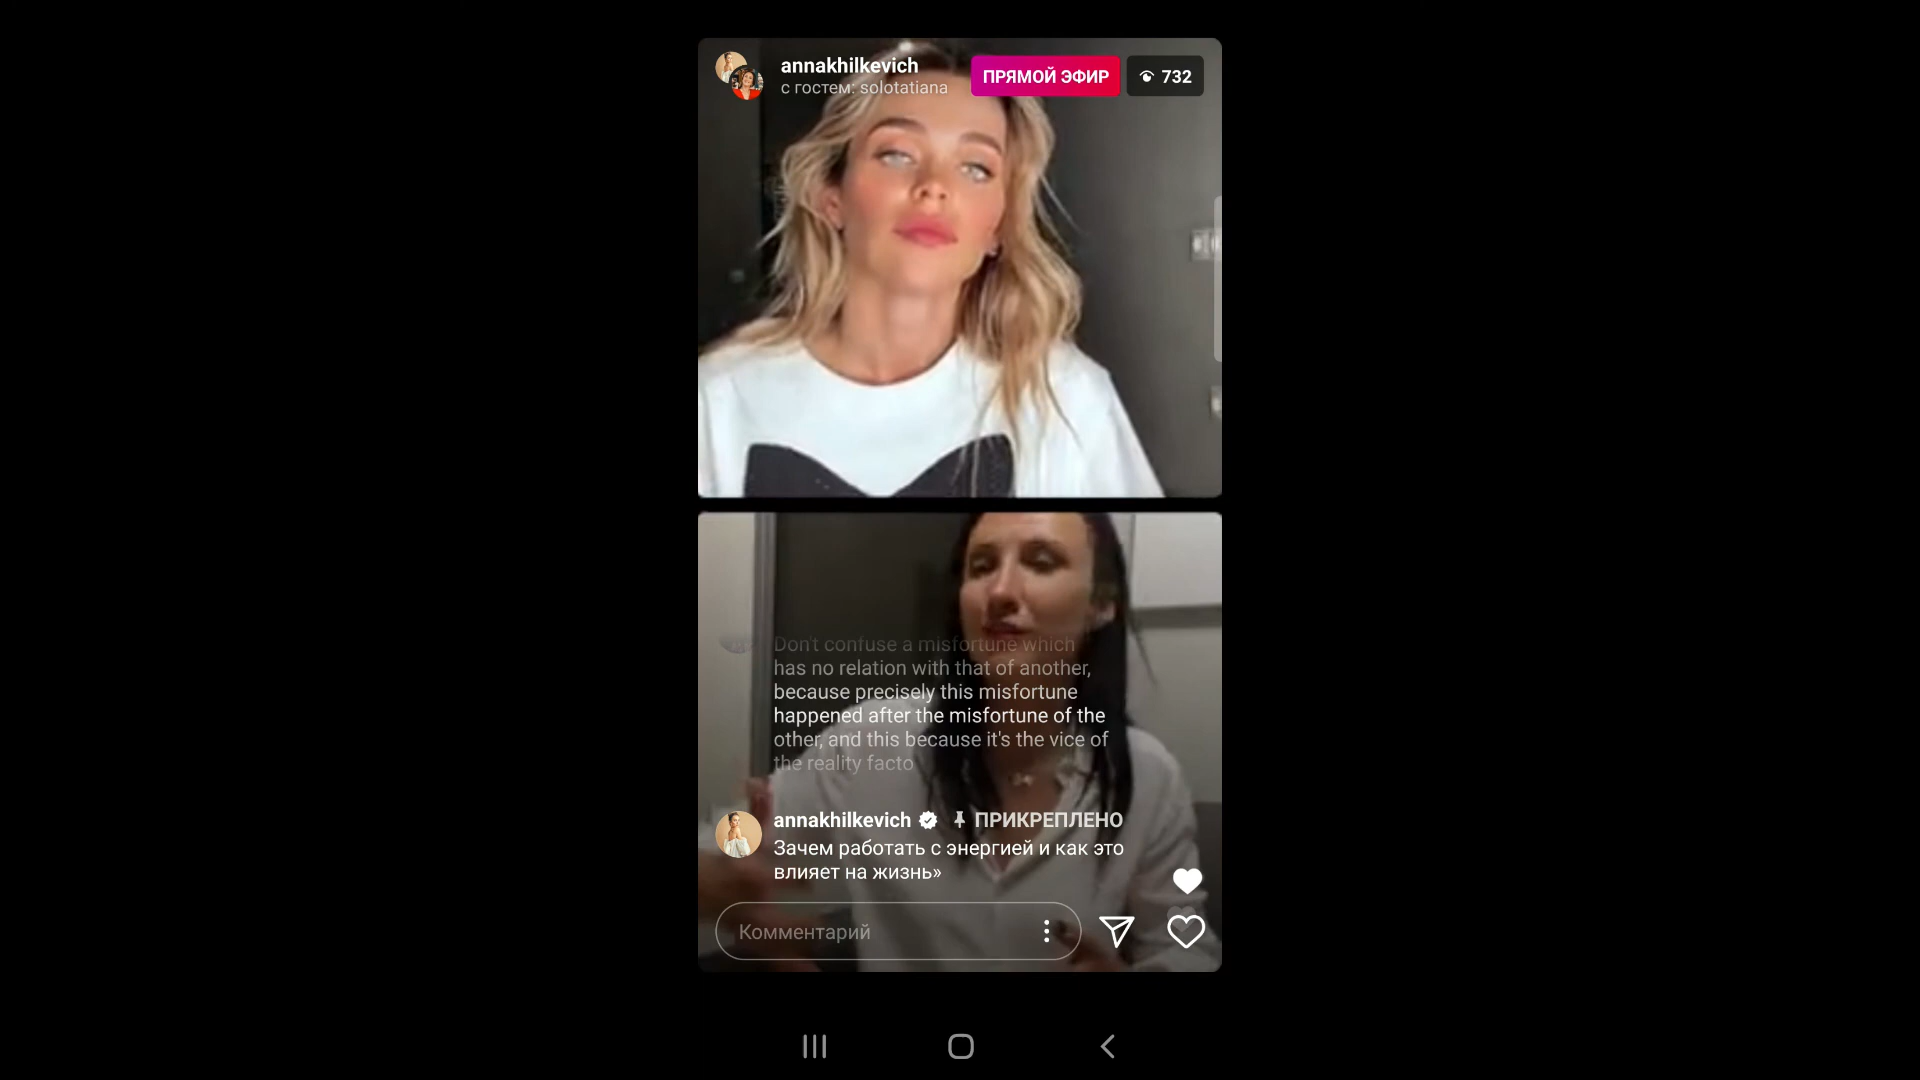 annakhilkevich
с гостем: solotatiana
ПРЯМОЙ ЭФИР
732
Don't confuse a misfortune which
has no relation with that of another,
because precisely this misfortune
happened after the misfortune of the
other, and this because it's the vice of
the reality facto
annakhilkevich ПРИКРЕПЛЕНО
Зачем работать с энергией и как это
влияет на жизнь»
Комментарий